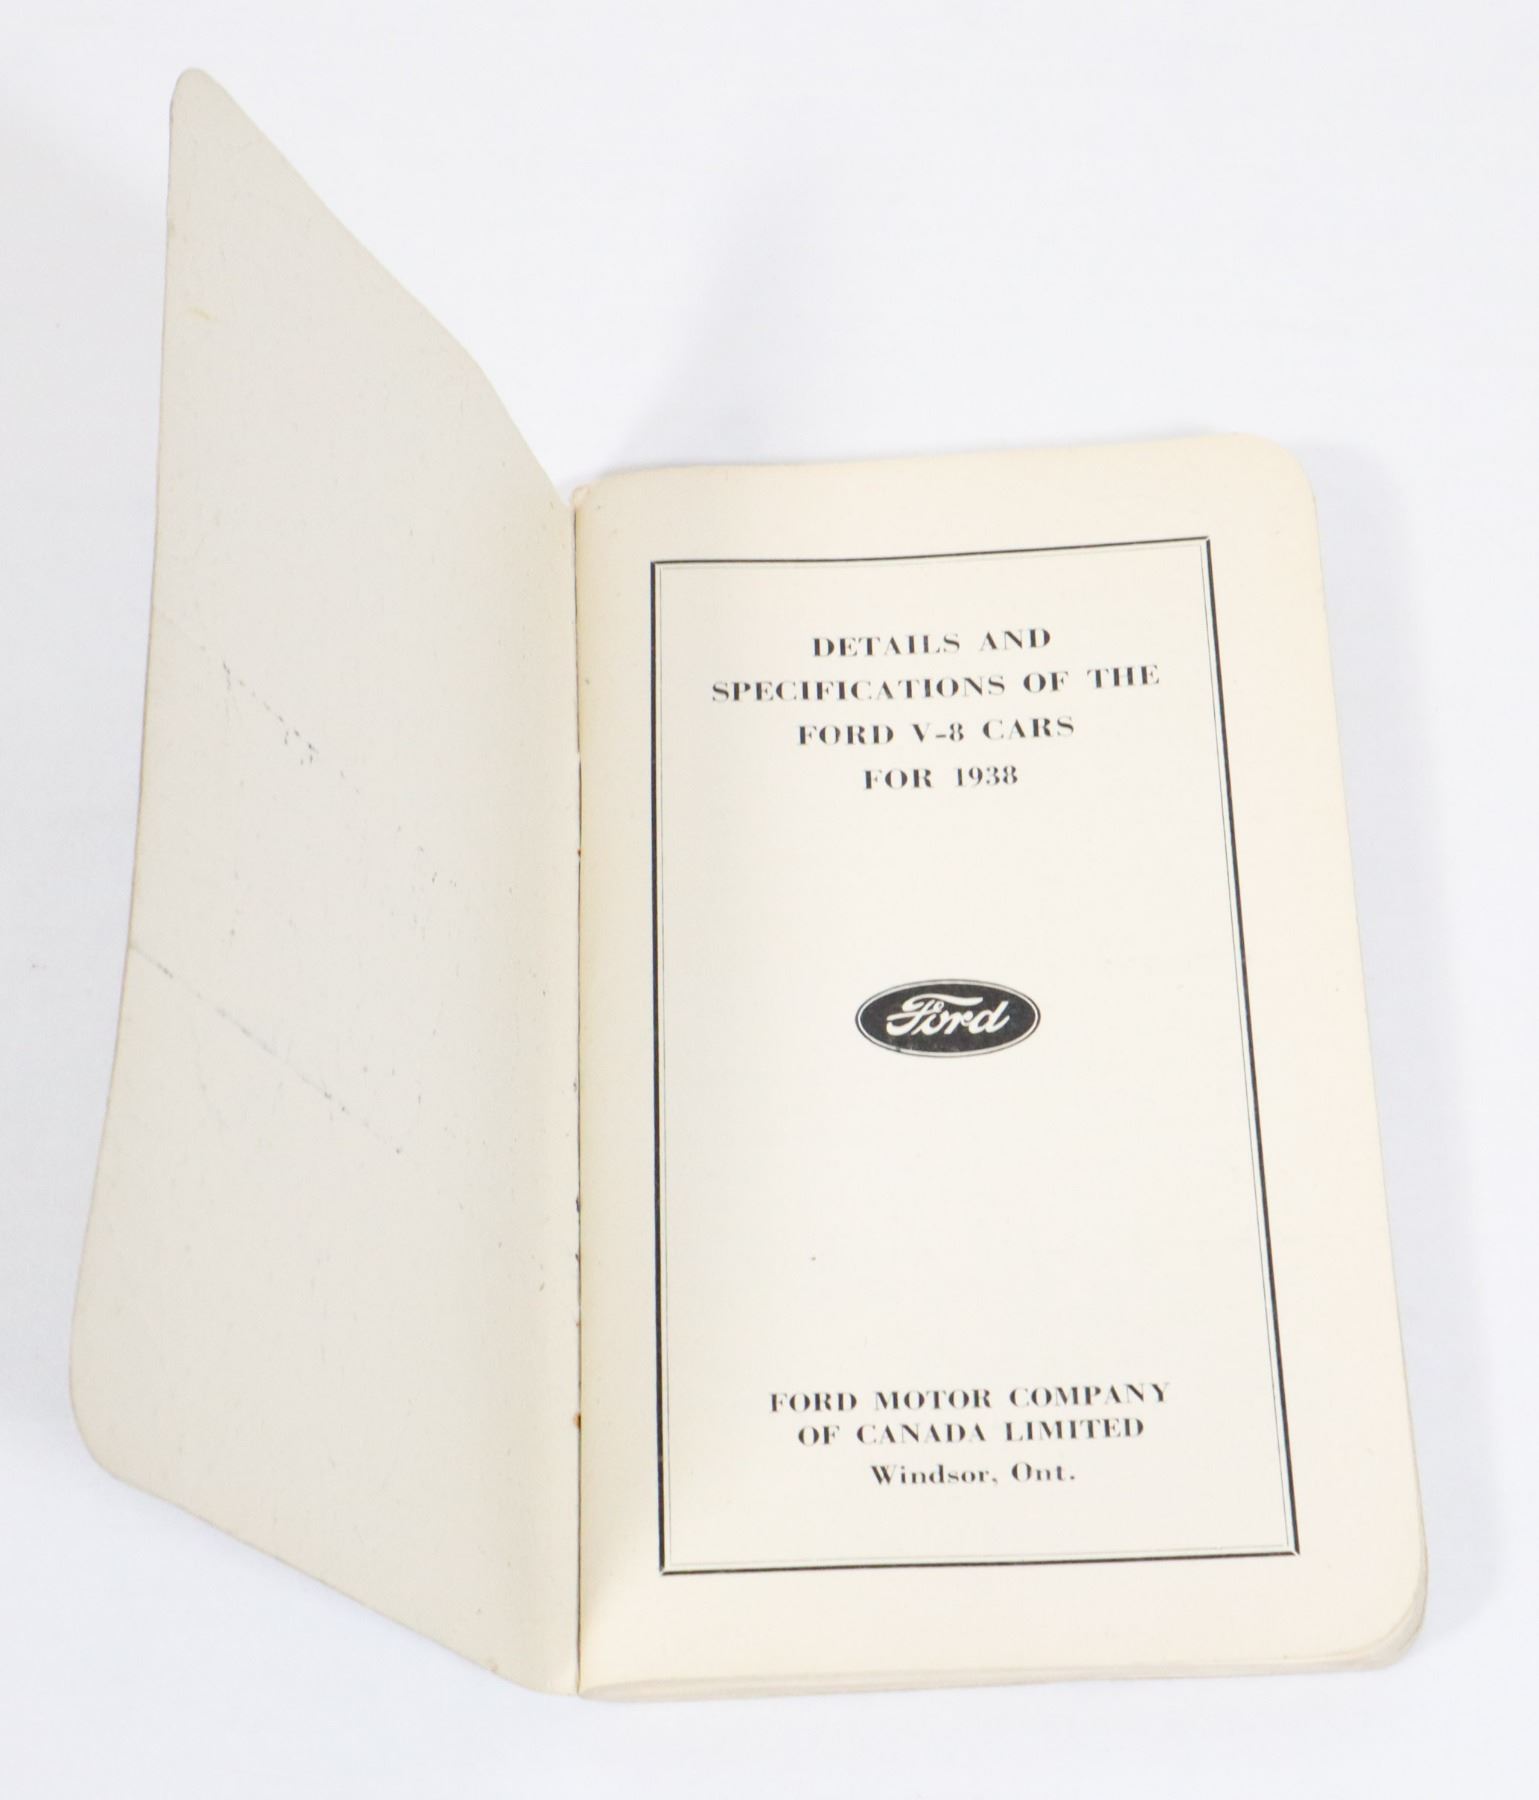 DETAILS AND
SPECIFICATIONS OF THE
FORD V-8 CARS
FOR 1938
Ford
FORD MOTOR COMPANY
OF CANADA LIMITED
Windsor, Ont.